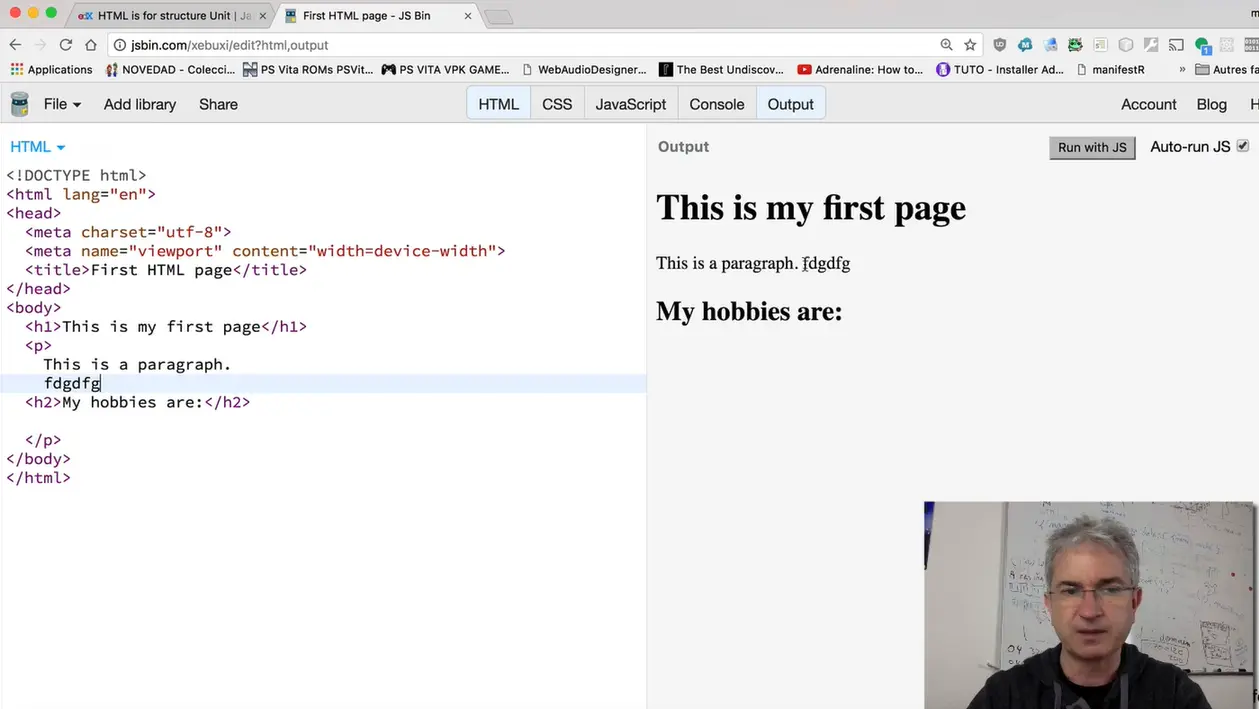 HTML is for structure Unit | Ja
First HTML page - JS Bin
jsbin.com/xebuxi/edit?html,output
Applications
NOVEDAD - Colecci...
PS Vita ROMs PSVit...
PS VITA VPK GAME...
WebAudioDesigner...
The Best Undiscov...
Adrenaline: How to...
TUTO - Installer Ad...
manifestR
»
Autres fa
File
Add library
Share
HTML
CSS
JavaScript
Console
Output
Account
Blog
H
HTML
<!DOCTYPE html>
<html lang="en">
<head>
<meta charset="utf-8">
<meta name="viewport" content="width=device-width">
<title>First HTML page</title>
</head>
<body>
<h1>This is my first page</h1>
<p>
This is a paragraph.
fdgdfg
<h2>My hobbies are:</h2>
</p>
</body>
</html>
Output
Run with JS
Auto-run JS
This is my first page
This is a paragraph. fdgdfg
My hobbies are: